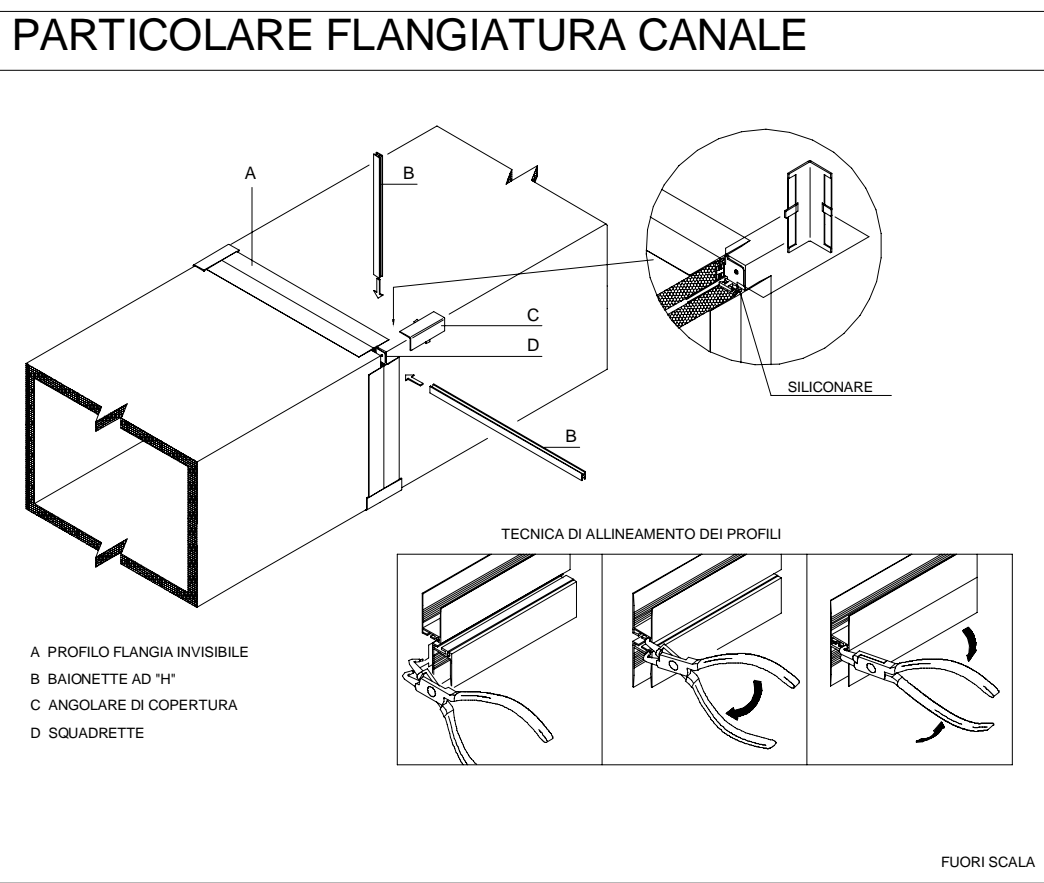 PARTICOLARE FLANGIATURA CANALE
A
B
C
D
SILICONARE
B
TECNICA DI ALLINEAMENTO DEI PROFILI
A PROFILO FLANGIA INVISIBILE
B BAIONETTE AD "H"
C ANGOLARE DI COPERTURA
D SQUADRETTE
FUORI SCALA